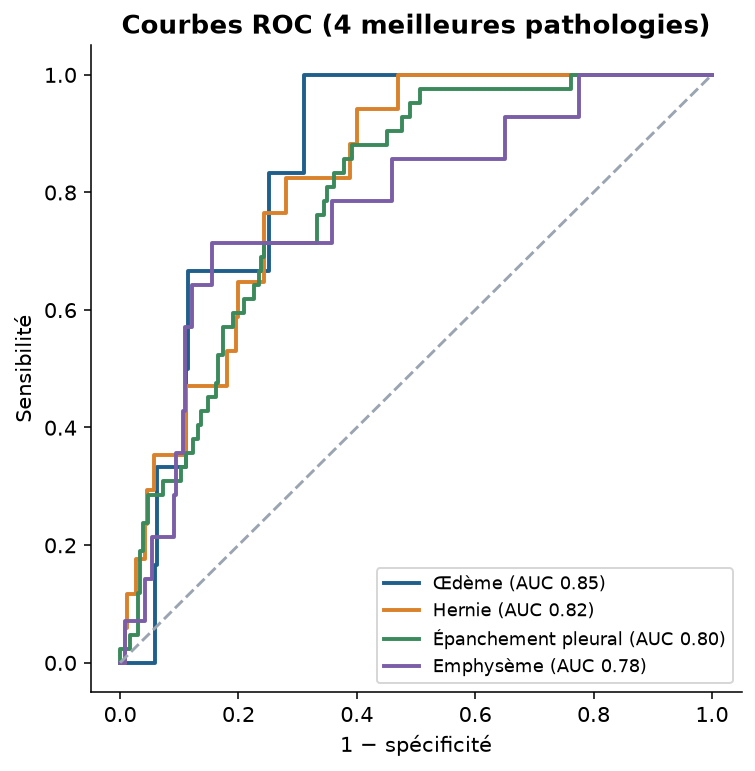 Courbes ROC (4 meilleures pathologies)
Sensibilité
1.0
0.8
0.6
0.4
0.2
0.0
Œdème (AUC 0.85)
Hernie (AUC 0.82)
Épanchement pleural (AUC 0.80)
Emphysème (AUC 0.78)
0.0 0.2 0.4 0.6 0.8 1.0
1 − spécificité